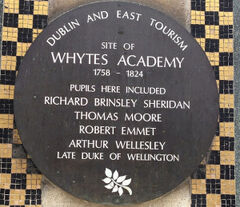 DUBLIN AND EAST TOURISM
SITE OF
WHYTES ACADEMY
1758 - 1824
PUPILS HERE INCLUDED
RICHARD BRINSLEY SHERIDAN
THOMAS MOORE
ROBERT EMMET
ARTHUR WELLESLEY
LATE DUKE OF WELLINGTON